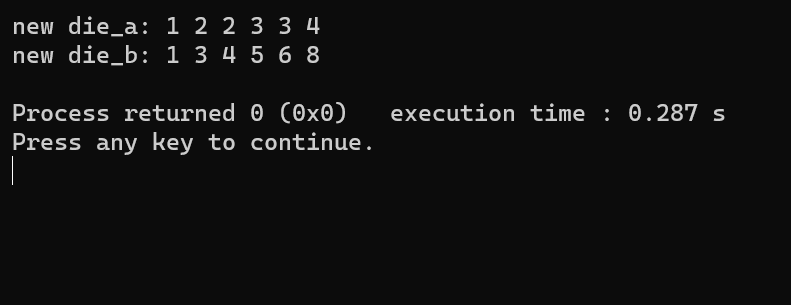 new die_a: 1 2 2 3 3 4
new die_b: 1 3 4 5 6 8
Process returned 0 (0x0)   execution time : 0.287 s
Press any key to continue.